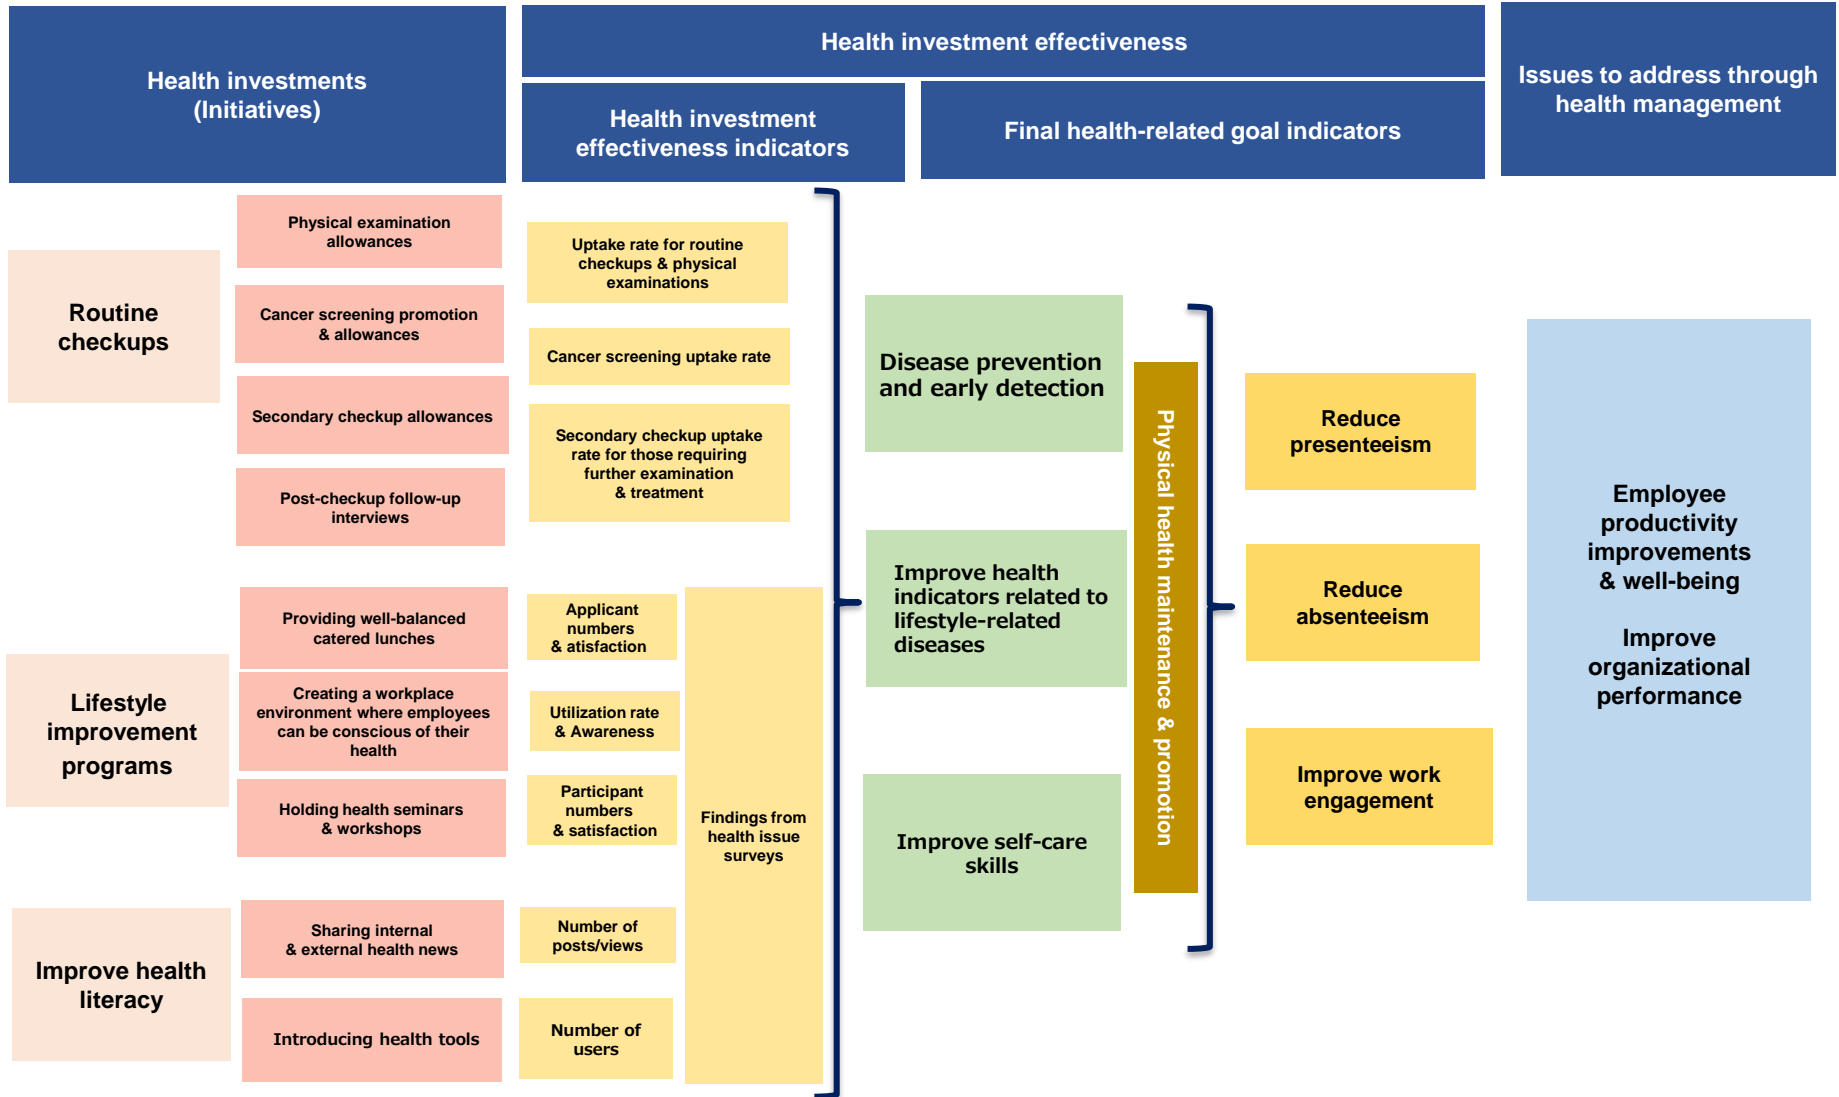 Health investments
(Initiatives)
Health investment effectiveness
Health investment
effectiveness indicators
Final health-related goal indicators
Issues to address through
health management
Routine
checkups
Physical examination
allowances
Cancer screening promotion
& allowances
Secondary checkup allowances
Post-checkup follow-up
interviews
Uptake rate for routine
checkups & physical
examinations
Cancer screening uptake rate
Secondary checkup uptake
rate for those requiring
further examination
& treatment
Lifestyle
improvement
programs
Providing well-balanced
catered lunches
Creating a workplace
environment where employees
can be conscious of their
health
Holding health seminars
& workshops
Applicant
numbers
& atisfaction
Utilization rate
& Awareness
Participant
numbers
& satisfaction
Improve health
literacy
Sharing internal
& external health news
Introducing health tools
Number of
posts/views
Number of
users
Findings from
health issue
surveys
Disease prevention
and early detection
Improve health
indicators related to
lifestyle-related
diseases
Improve self-care
skills
Physical health maintenance & promotion
Reduce
presenteeism
Reduce
absenteeism
Improve work
engagement
Employee
productivity
improvements
& well-being
Improve
organizational
performance